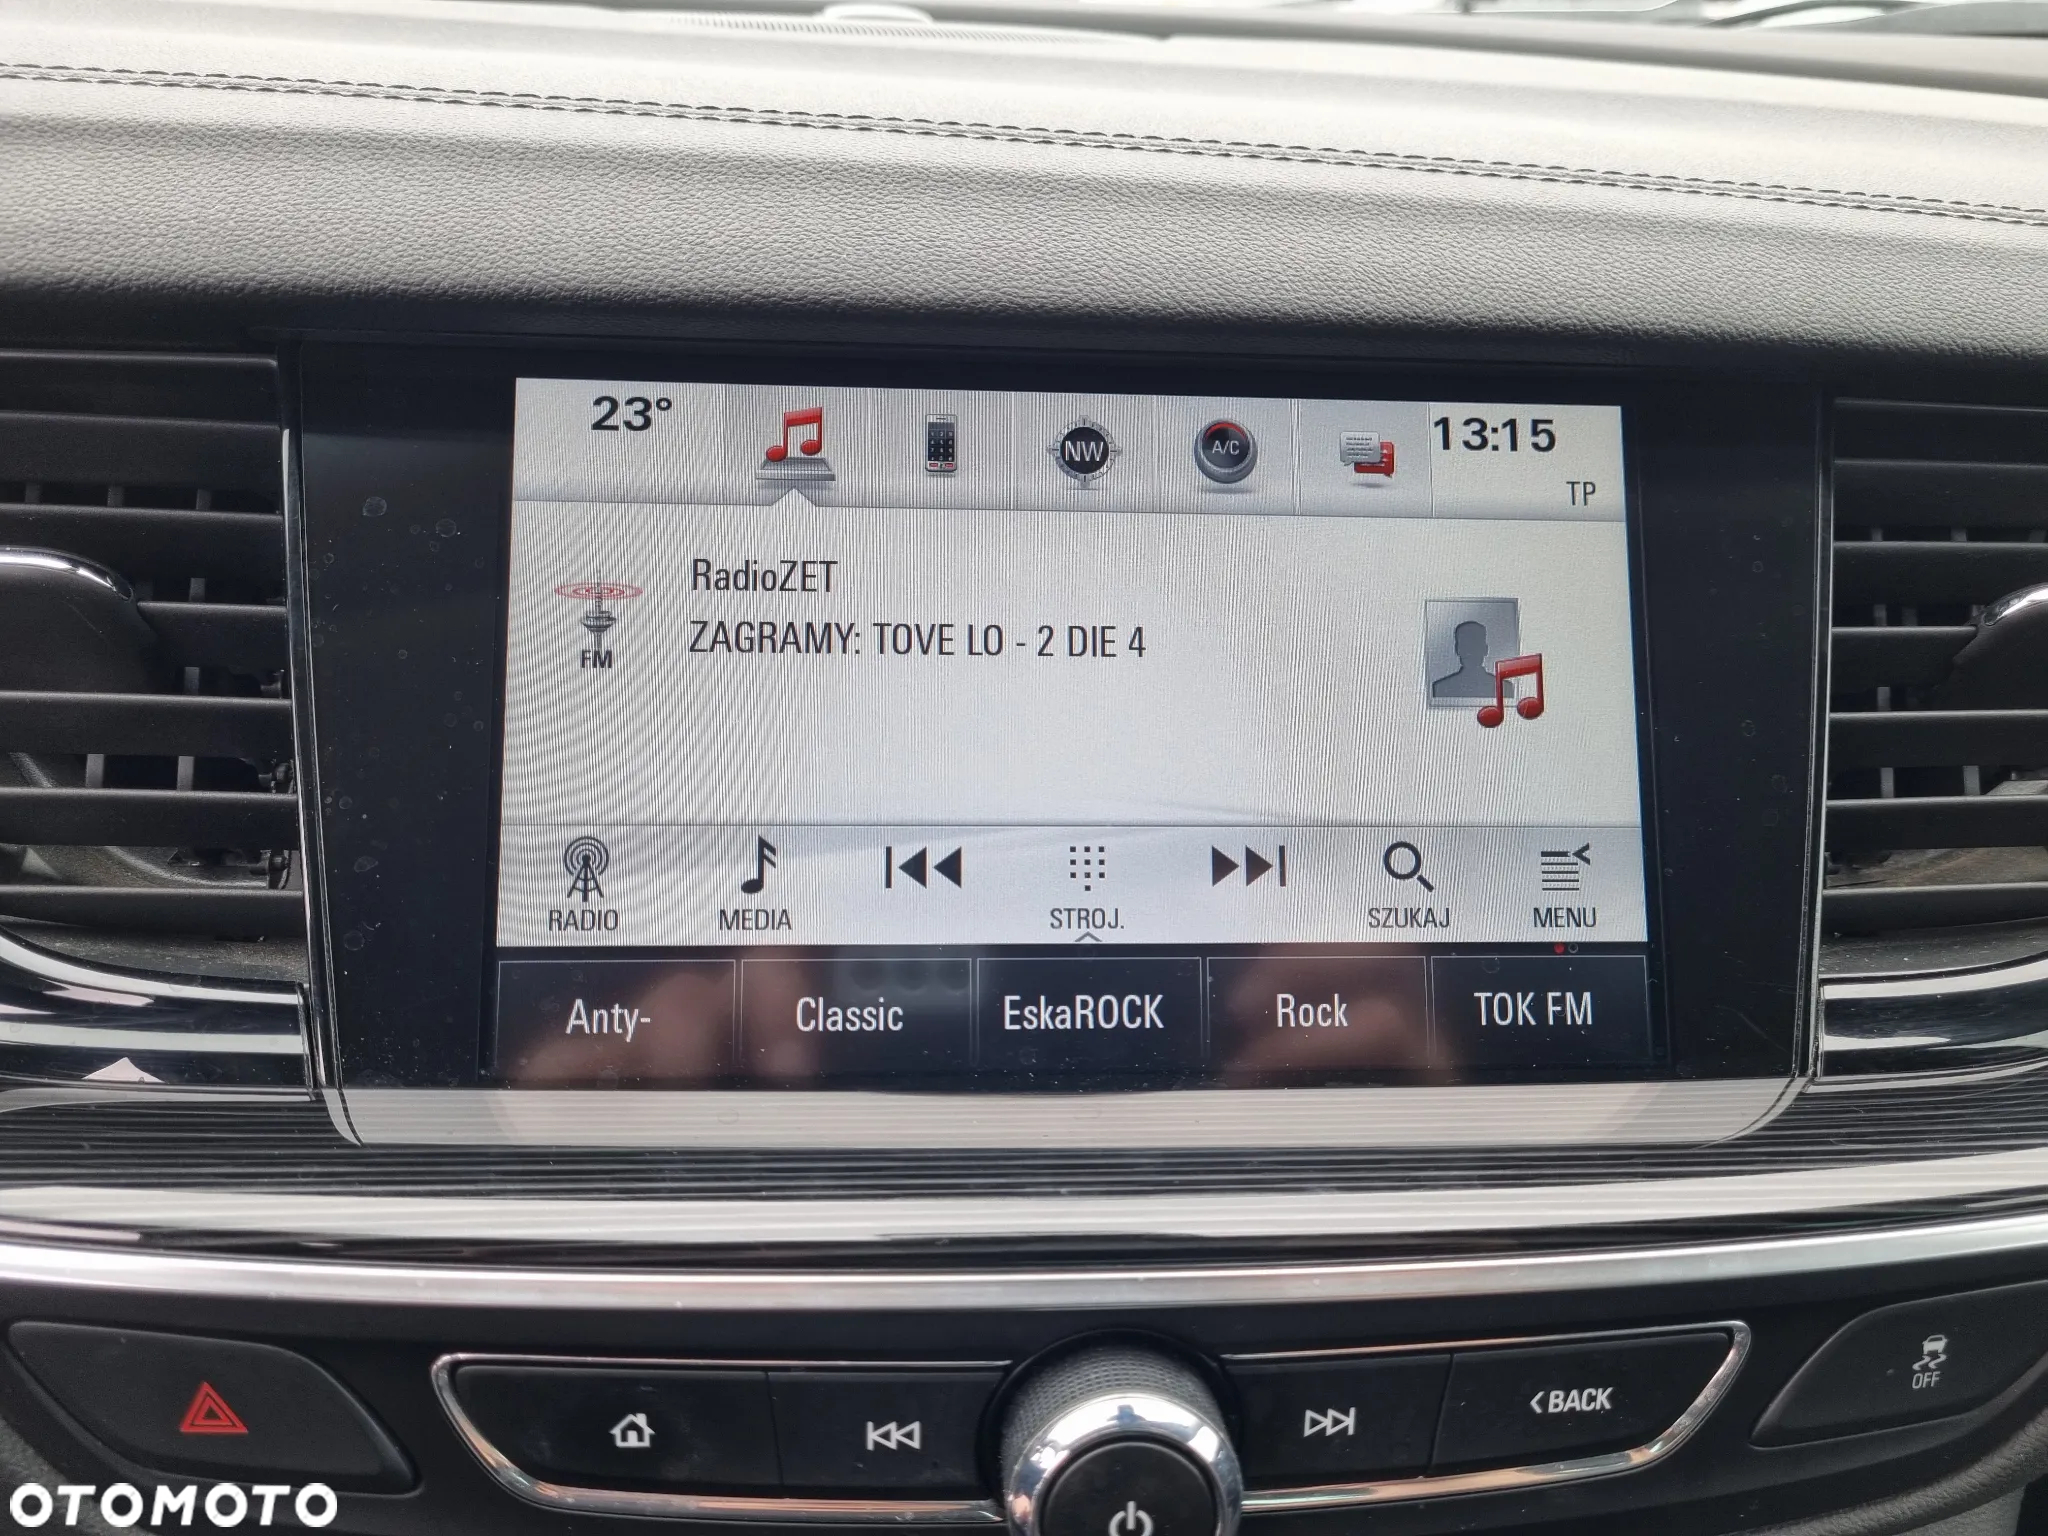 23°
NW
A/C
13:15
TP
RadioZET
ZAGRAMY: TOVE LO - 2 DIE 4
FM
RADIO
MEDIA
STROJ.
SZUKAJ
MENU
Anty-
Classic
EskaROCK
Rock
TOK FM
BACK
OFF
OTOMOTO